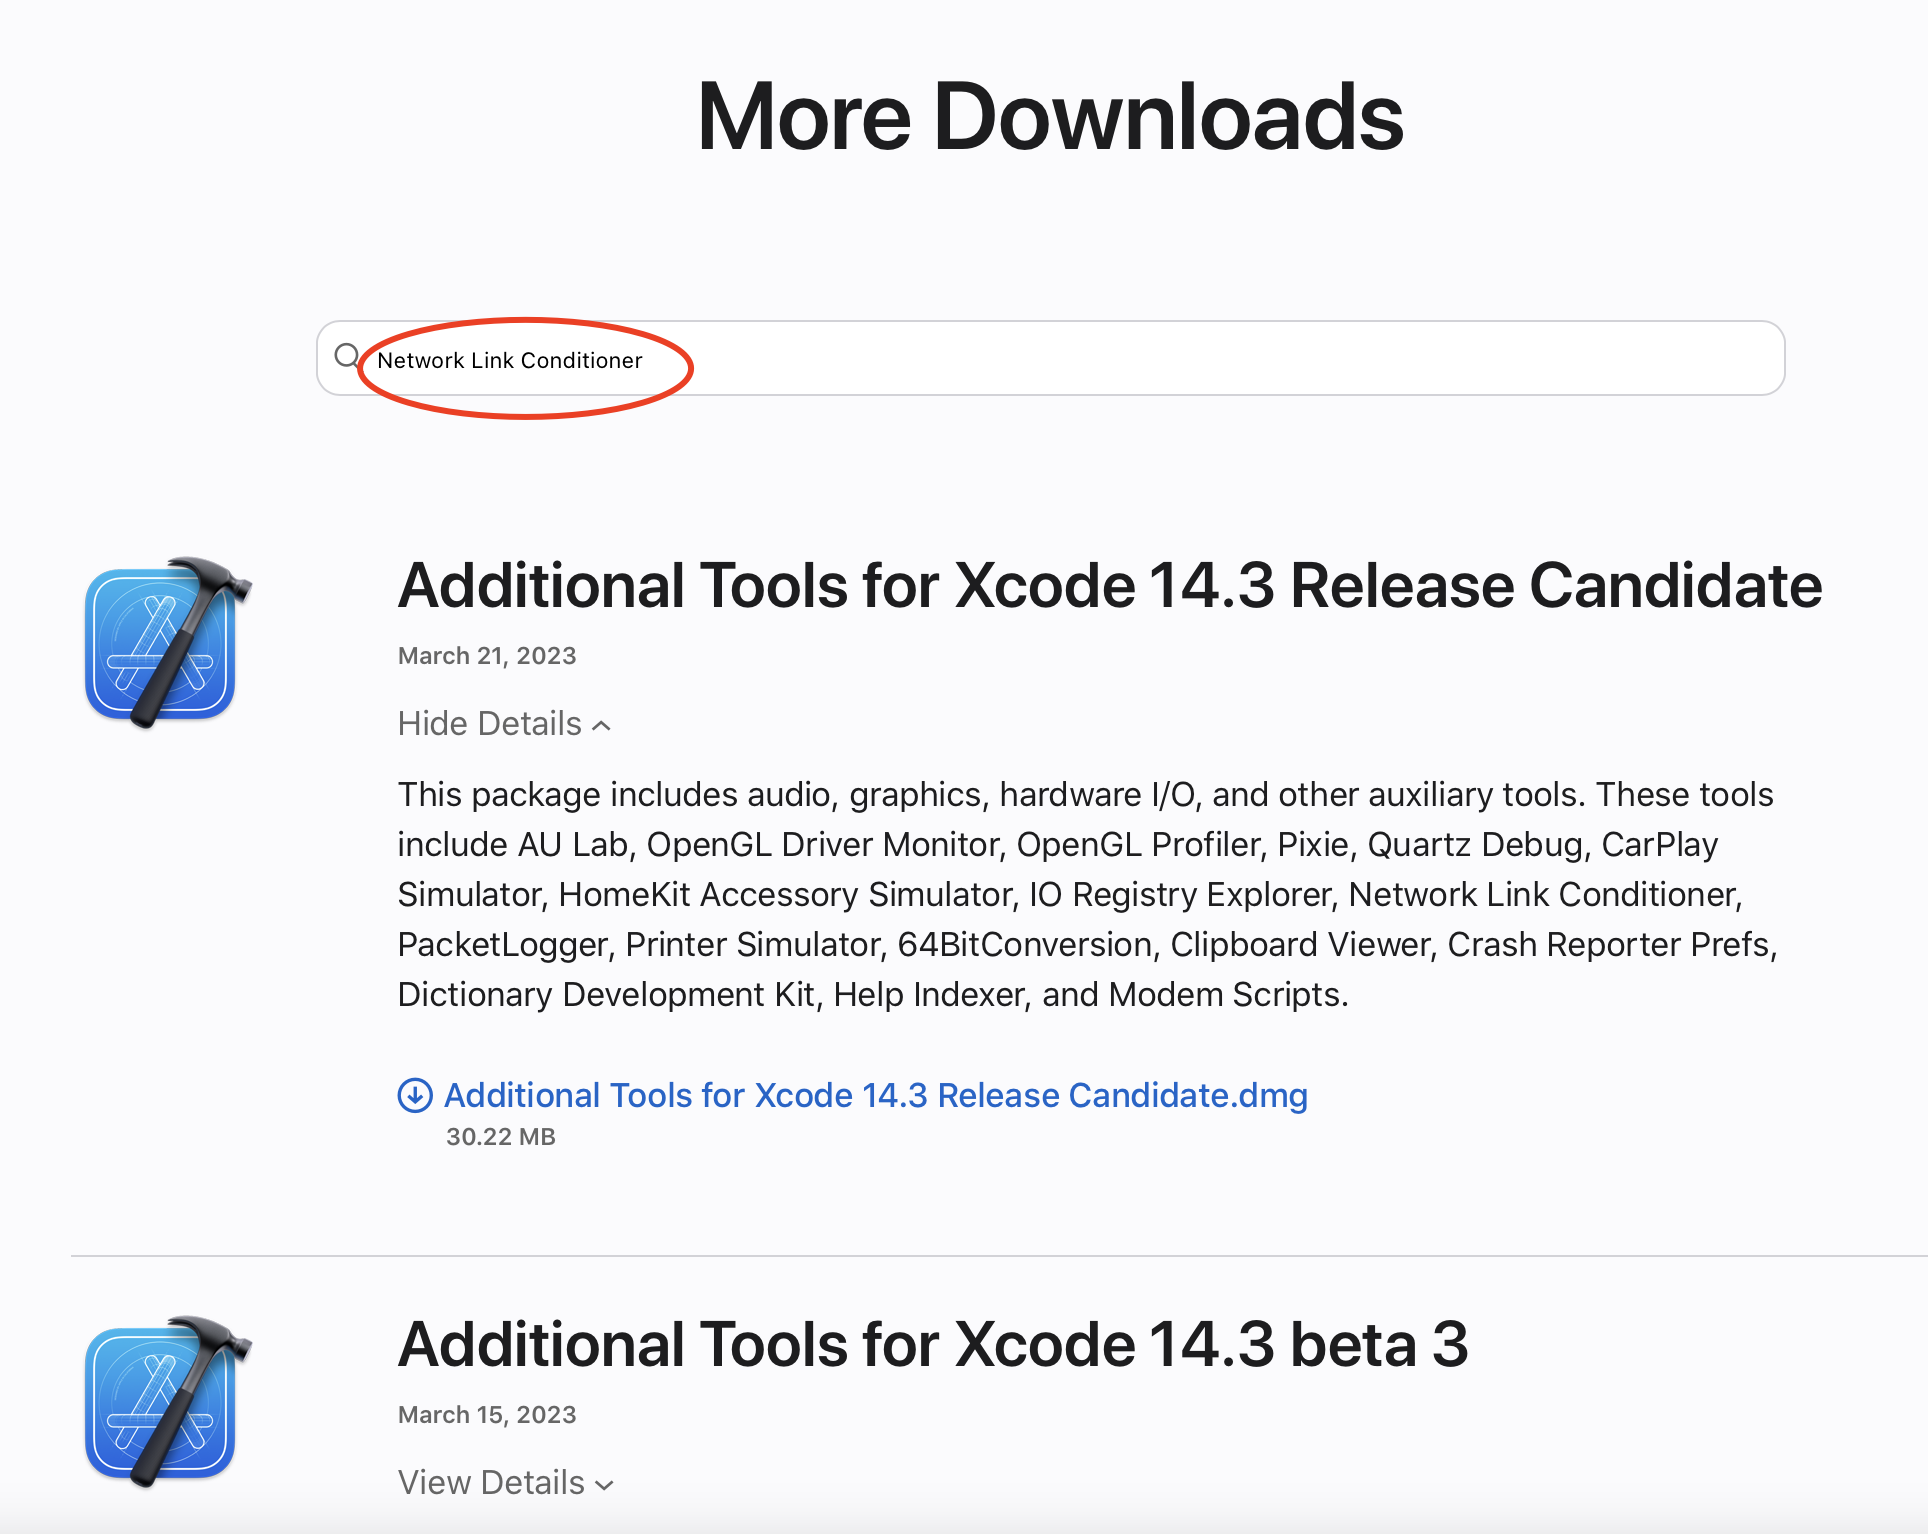 More Downloads
Network Link Conditioner
Additional Tools for Xcode 14.3 Release Candidate
March 21, 2023
Hide Details
This package includes audio, graphics, hardware I/O, and other auxiliary tools. These tools
include AU Lab, OpenGL Driver Monitor, OpenGL Profiler, Pixie, Quartz Debug, CarPlay
Simulator, HomeKit Accessory Simulator, IO Registry Explorer, Network Link Conditioner,
PacketLogger, Printer Simulator, 64BitConversion, Clipboard Viewer, Crash Reporter Prefs,
Dictionary Development Kit, Help Indexer, and Modem Scripts.
Additional Tools for Xcode 14.3 Release Candidate.dmg
30.22 MB
Additional Tools for Xcode 14.3 beta 3
March 15, 2023
View Details